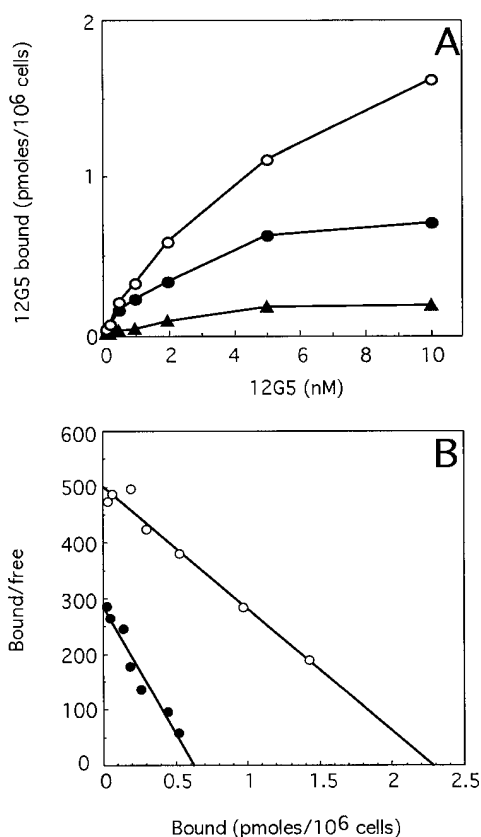 A
12G5 bound (pmoles/10⁶ cells)
2
1
0
0 2 4 6 8 10
12G5 (nM)
B
Bound/free
600
500
400
300
200
100
0
0 0.5 1 1.5 2 2.5
Bound (pmoles/10⁶ cells)